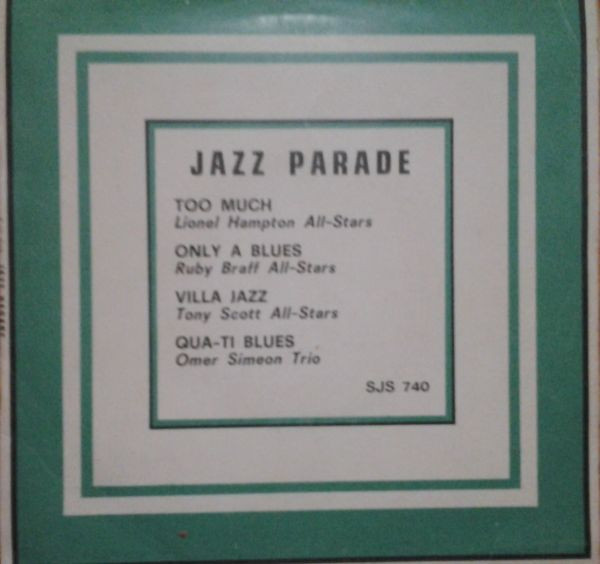 JAZZ PARADE
TOO MUCH
Lionel Hampton All-Stars
ONLY A BLUES
Ruby Braff All-Stars
VILLA JAZZ
Tony Scott All-Stars
QUA-TI BLUES
Omer Simeon Trio
SJS 740